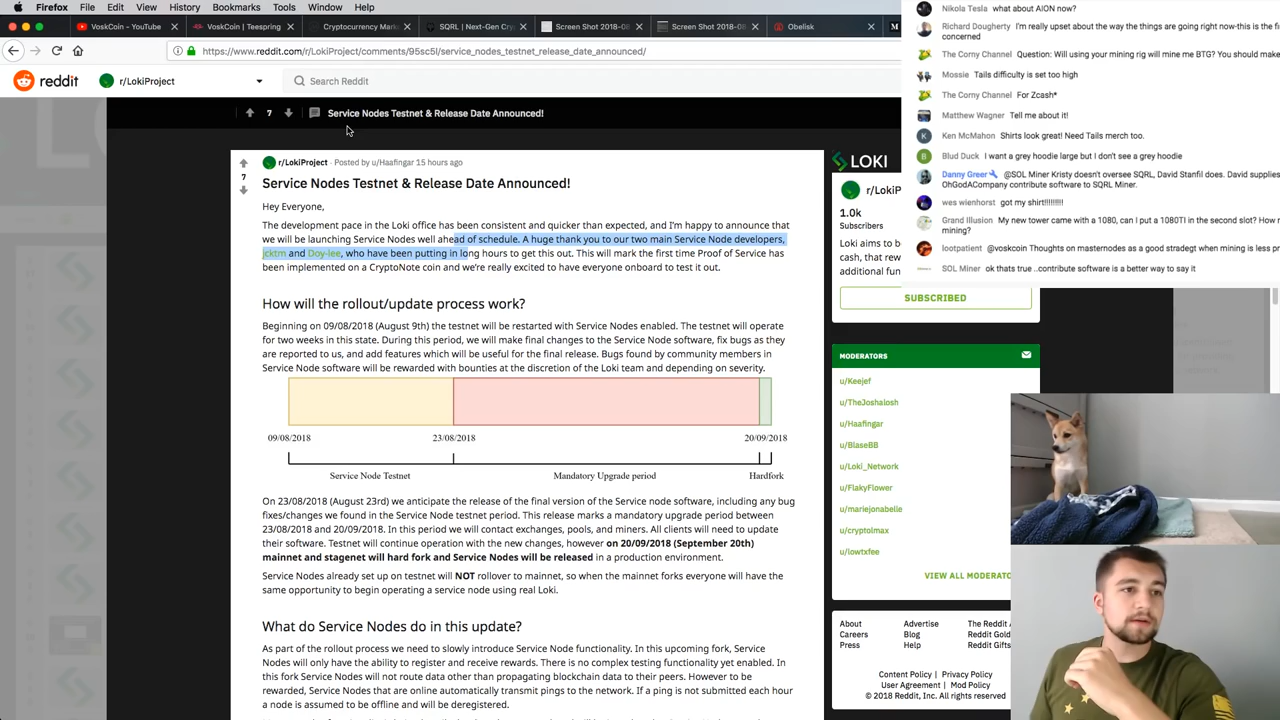 Firefox File Edit View History Bookmarks Tools Window Help
VoskCoin - YouTube
VoskCoin | Teespring
Cryptocurrency Market
SQRL | Next-Gen Cryp
Screen Shot 2018-08-
Screen Shot 2018-08-
Obelisk
https://www.reddit.com/r/LokiProject/comments/95sc5l/service_nodes_testnet_release_date_announced/
reddit
r/LokiProject
Search Reddit
7
Service Nodes Testnet & Release Date Announced!
r/LokiProject · Posted by u/Haafingar 15 hours ago
7
Service Nodes Testnet & Release Date Announced!
Hey Everyone,
The development pace in the Loki office has been consistent and quicker than expected, and I'm happy to announce that
we will be launching Service Nodes well ahead of schedule. A huge thank you to our two main Service Node developers,
jcktm and Doy-lee, who have been putting in long hours to get this out. This will mark the first time Proof of Service has
been implemented on a CryptoNote coin and we're really excited to have everyone onboard to test it out.
How will the rollout/update process work?
Beginning on 09/08/2018 (August 9th) the testnet will be restarted with Service Nodes enabled. The testnet will operate
for two weeks in this state. During this period, we will make final changes to the Service Node software, fix bugs as they
are reported to us, and add features which will be useful for the final release. Bugs found by community members in
Service Node software will be rewarded with bounties at the discretion of the Loki team and depending on severity.
09/08/2018 23/08/2018 20/09/2018
Service Node Testnet Mandatory Upgrade period Hardfork
On 23/08/2018 (August 23rd) we anticipate the release of the final version of the Service node software, including any bug
fixes/changes we found in the Service Node testnet period. This release marks a mandatory upgrade period between
23/08/2018 and 20/09/2018. In this period we will contact exchanges, pools, and miners. All clients will need to update
their software. Testnet will continue operation with the new changes, however on 20/09/2018 (September 20th)
mainnet and stagenet will hard fork and Service Nodes will be released in a production environment.
Service Nodes already set up on testnet will NOT rollover to mainnet, so when the mainnet forks everyone will have the
same opportunity to begin operating a service node using real Loki.
What do Service Nodes do in this update?
As part of the rollout process we need to slowly introduce Service Node functionality. In this upcoming fork, Service
Nodes will only have the ability to register and receive rewards. There is no complex testing functionality yet enabled. In
this fork Service Nodes will not route data other than propagating blockchain data to their peers. However to be
rewarded, Service Nodes that are online automatically transmit pings to the network. If a ping is not submitted each hour
a node is assumed to be offline and will be deregistered.
LOKI
r/LokiP
1.0k
Subscribers
Loki aims to b
cash, that rew
additional fun
SUBSCRIBED
MODERATORS
u/Keejef
u/TheJoshalosh
u/Haafingar
u/BlaseBB
u/Loki_Network
u/FlakyFlower
u/mariejonabelle
u/cryptolmax
u/iowtxfee
VIEW ALL MODERATO
About Advertise The Reddit A
Careers Blog Reddit Gold
Press Help Reddit Gifts
Content Policy | Privacy Policy
User Agreement | Mod Policy
© 2018 Reddit, Inc. All rights reserved
Nikola Tesla what about AION now?
Richard Dougherty I'm really upset about the way the things are going right now-this is the fi
concerned
The Corny Channel Question: Will using your mining rig will mine me BTG? You should make
Mossie Tails difficulty is set too high
The Corny Channel For Zcash*
Matthew Wagner Tell me about it!
Ken McMahon Shirts look great! Need Tails merch too.
Blud Duck I want a grey hoodie large but I don't see a grey hoodie
Danny Greer @SOL Miner Kristy doesn't oversee SQRL, David Stanfil does. David supplies
OhGodACompany contribute software to SQRL Miner.
wes wienhorst got my shirt!!!!!!!!!
Grand Illusion My new tower came with a 1080, can I put a 1080TI in the second slot? How
mining?
lootpatient @voskcoin Thoughts on masternodes as a good stradegt when mining is less pr
SOL Miner ok thats true ..contribute software is a better way to say it